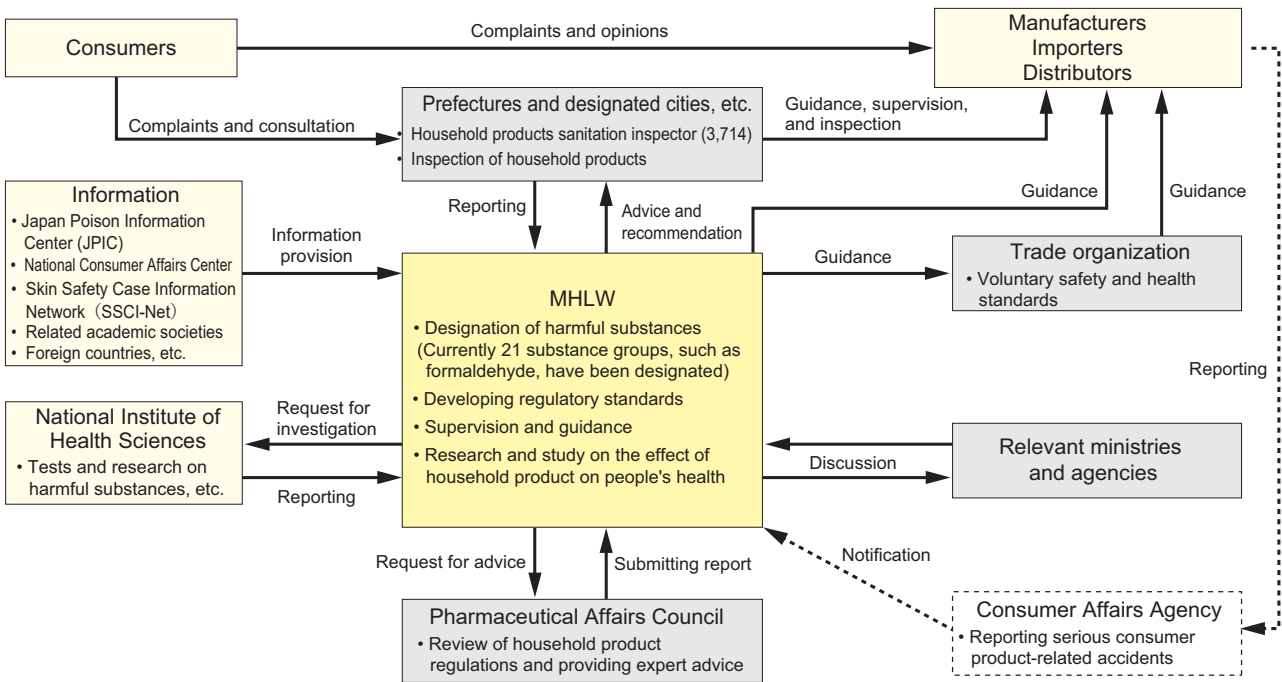 Consumers
Complaints and opinions
Manufacturers
Importers
Distributors
Complaints and consultation
Prefectures and designated cities, etc.
• Household products sanitation inspector (3,714)
• Inspection of household products
Guidance, supervision,
and inspection
Information
• Japan Poison Information
Center (JPIC)
• National Consumer Affairs Center
• Skin Safety Case Information
Network（SSCI-Net）
• Related academic societies
• Foreign countries, etc.
Information
provision
Reporting
Advice and
recommendation
Guidance
Guidance
Guidance
Trade organization
• Voluntary safety and health
standards
MHLW
• Designation of harmful substances
(Currently 21 substance groups, such as
formaldehyde, have been designated)
• Developing regulatory standards
• Supervision and guidance
• Research and study on the effect of
household product on people's health
Reporting
National Institute of
Health Sciences
• Tests and research on
harmful substances, etc.
Request for
investigation
Reporting
Discussion
Relevant ministries
and agencies
Request for advice
Submitting report
Notification
Pharmaceutical Affairs Council
• Review of household product
regulations and providing expert advice
Consumer Affairs Agency
• Reporting serious consumer
product-related accidents